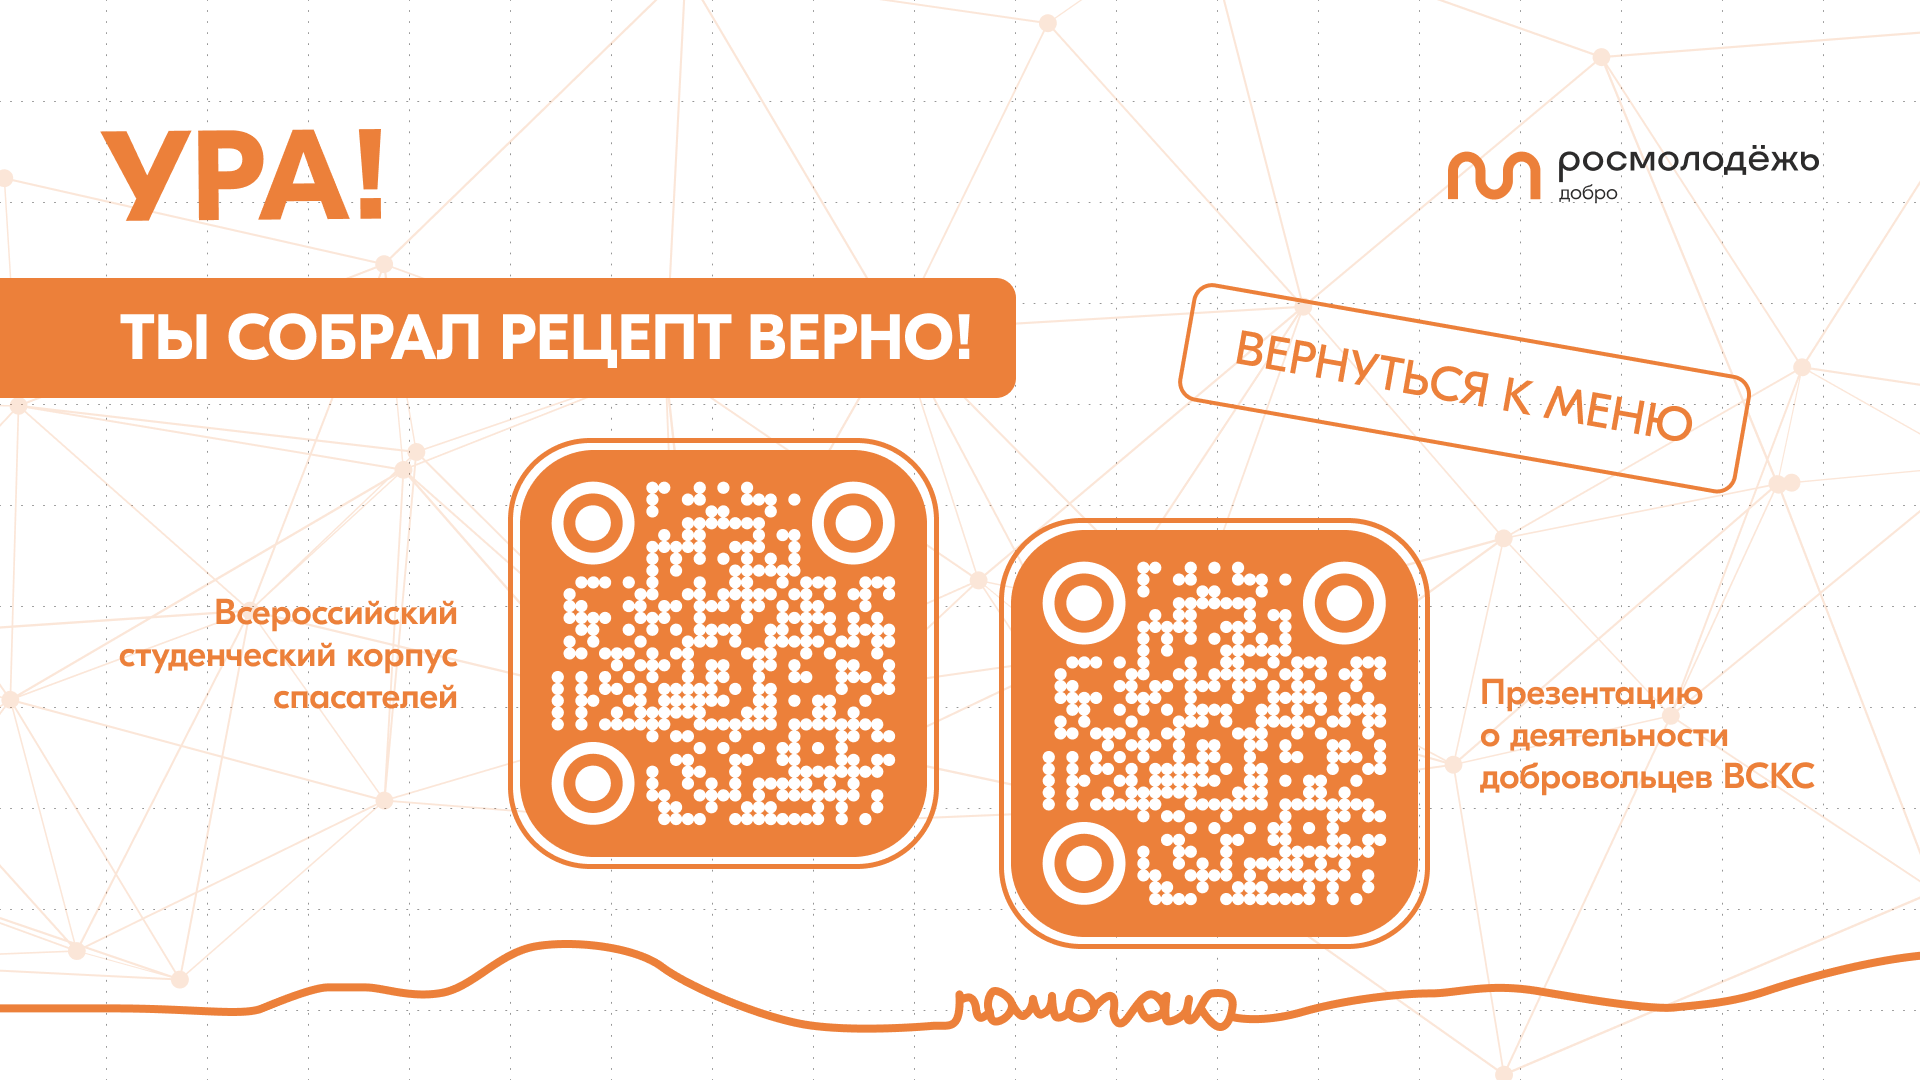 УРА!
росмолодёжь
добро
ТЫ СОБРАЛ РЕЦЕПТ ВЕРНО!
ВЕРНУТЬСЯ К МЕНЮ
Всероссийский
студенческий корпус
спасателей
Презентацию
о деятельности
добровольцев ВСКС
помогаю